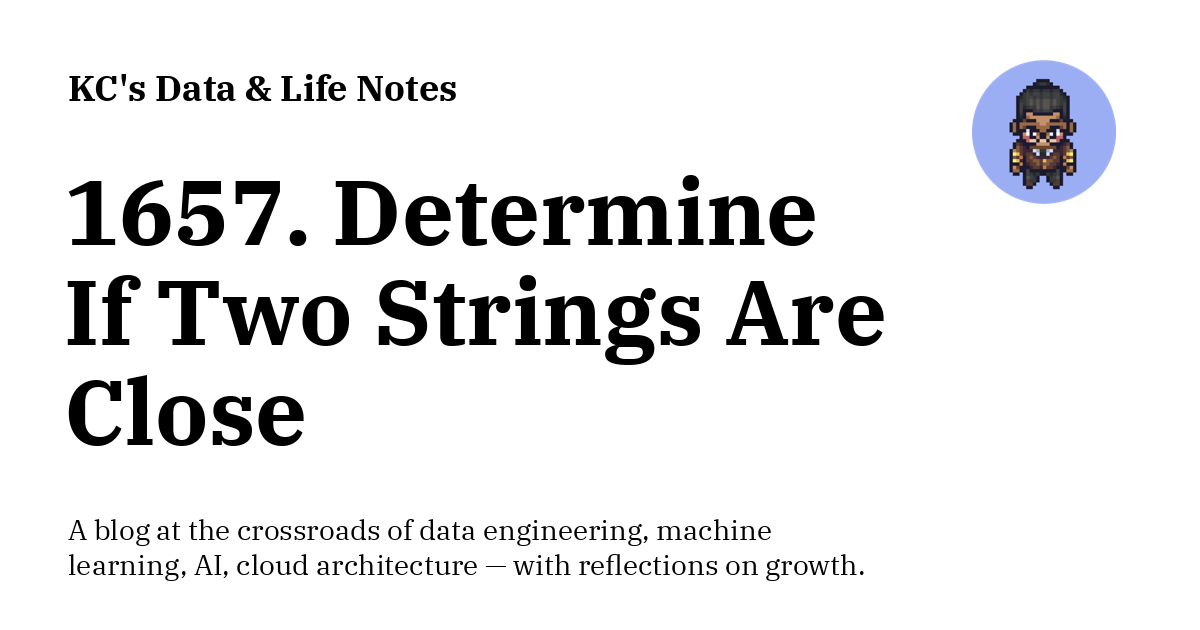 KC's Data & Life Notes
1657. Determine
If Two Strings Are
Close
A blog at the crossroads of data engineering, machine
learning, AI, cloud architecture — with reflections on growth.